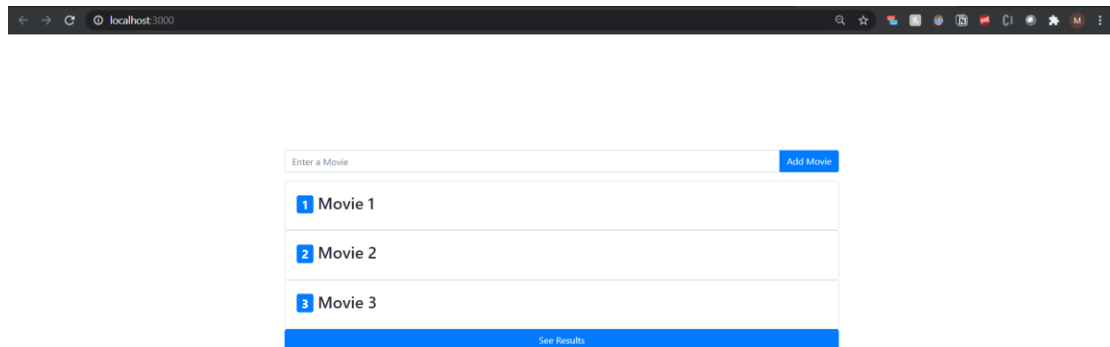 localhost:3000
M
Enter a Movie
Add Movie
1 Movie 1
2 Movie 2
3 Movie 3
See Results